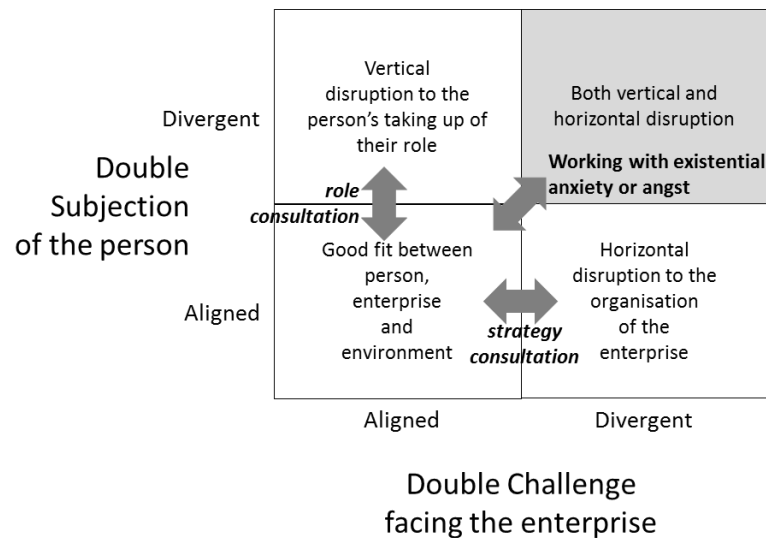 Vertical
disruption to the
person's taking up of
their role
Both vertical and
horizontal disruption
Working with existential
anxiety or angst
Divergent
Double
Subjection
of the person
role
consultation
Good fit between
person,
enterprise
and
environment
Horizontal
disruption to the
organisation
of the
enterprise
Aligned
strategy
consultation
Aligned
Divergent
Double Challenge
facing the enterprise